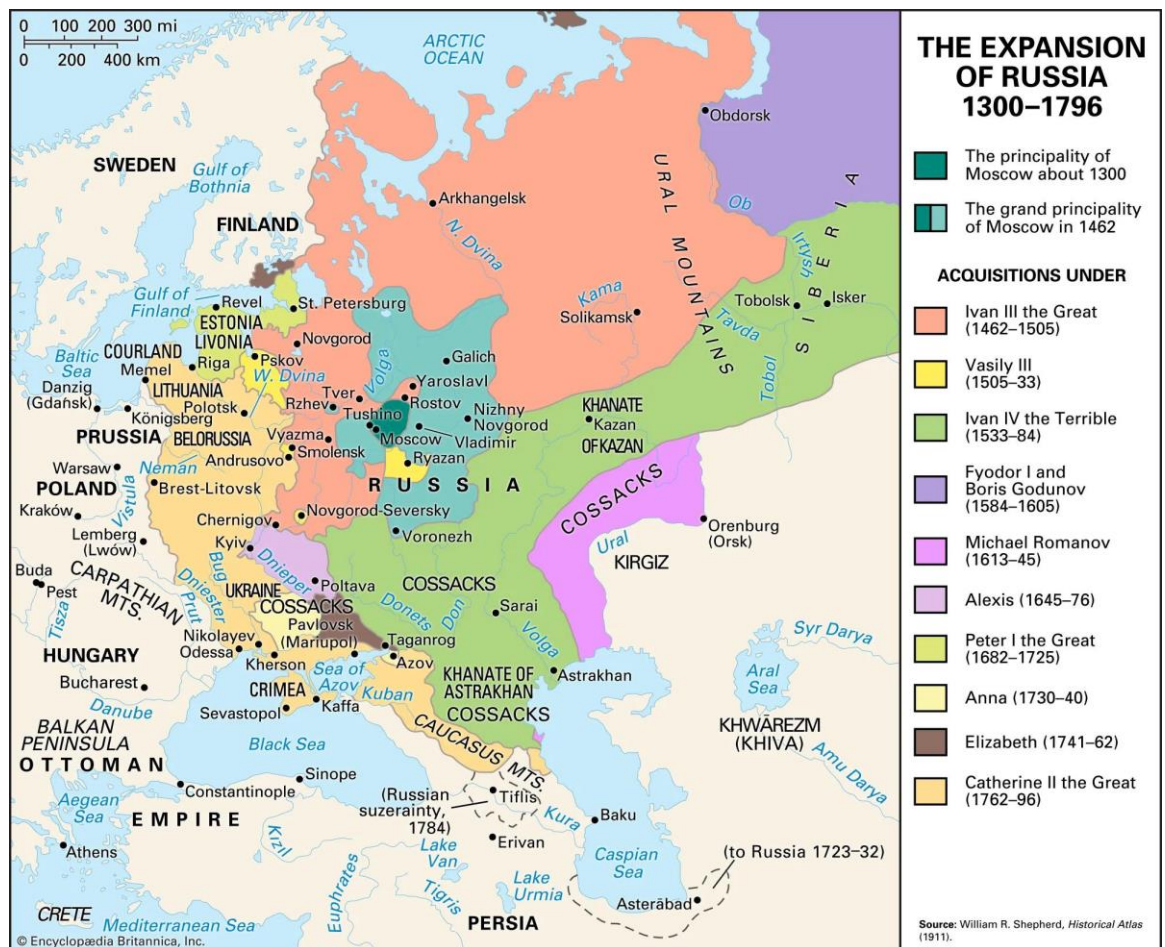 0 100 200 300 mi
0 200 400 km
ARCTIC
OCEAN
SWEDEN
Gulf of
Bothnia
FINLAND
Gulf of
Finland
Baltic
Sea
Obdorsk
Ob
URAL MOUNTAINS
SIBERIA
Irtysh
Arkhangelsk
N. Dvina
Kama
Solikamsk
Tobolsk
Isker
Tavda
Tobol
Revel
St. Petersburg
ESTONIA
LIVONIA
Novgorod
COURLAND
Riga
Pskov
Memel
W. Dvina
LITHUANIA
Danzig
(Gdańsk)
Königsberg
Polotsk
PRUSSIA
BELORUSSIA
Volga
Galich
Yaroslavl
Tver
Rzhev
Rostov
Tushino
Moscow
Nizhny
Novgorod
Vladimir
Vyazma
Smolensk
Andrusovo
Ryazan
KHANATE
Kazan
OF KAZAN
RUSSIA
Warsaw
Neman
POLAND
Brest-Litovsk
Kraków
Vistula
Novgorod-Seversky
Chernigov
Voronezh
COSSACKS
Orenburg
(Orsk)
Ural
KIRGIZ
Lemberg
(Lwów)
Kyiv
Dnieper
Poltava
COSSACKS
Buda
Pest
CARPATHIAN
MTS.
Tisza
Bug
Dniester
Prut
UKRAINE
COSSACKS
Donets
Don
Sarai
Volga
Pavlovsk
(Mariupol)
Taganrog
Azov
Nikolayev
Odessa
Kherson
Sea of
Azov
HUNGARY
Bucharest
Danube
CRIMEA
Kaffa
Kuban
Sevastopol
KHANATE OF
ASTRAKHAN
COSSACKS
Astrakhan
Syr Darya
Aral
Sea
KHWĀREZM
(KHIVA)
Amu Darya
BALKAN
PENINSULA
OTTOMAN
EMPIRE
Black Sea
CAUCASUS MTS.
Sinope
Constantinople
(Russian
suzerainty,
1784)
Tiflis
Kura
Baku
Erivan
Aegean
Sea
Athens
Kızıl
Lake
Van
Lake
Urmia
Euphrates
Tigris
Caspian
Sea
(to Russia 1723–32)
Asterābad
PERSIA
CRETE
Mediterranean Sea
© Encyclopædia Britannica, Inc.
THE EXPANSION
OF RUSSIA
1300–1796
The principality of
Moscow about 1300
The grand principality
of Moscow in 1462
ACQUISITIONS UNDER
Ivan III the Great
(1462–1505)
Vasily III
(1505–33)
Ivan IV the Terrible
(1533–84)
Fyodor I and
Boris Godunov
(1584–1605)
Michael Romanov
(1613–45)
Alexis (1645–76)
Peter I the Great
(1682–1725)
Anna (1730–40)
Elizabeth (1741–62)
Catherine II the Great
(1762–96)
Source: William R. Shepherd, Historical Atlas
(1911).